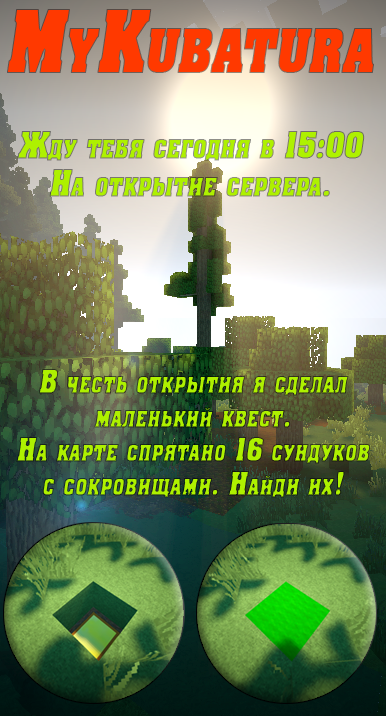 MyKubatura
Жду тебя сегодня в 15:00
На открытие сервера.
В честь открытия я сделал
маленький квест.
На карте спрятано 16 сундуков
с сокровищами. Найди их!